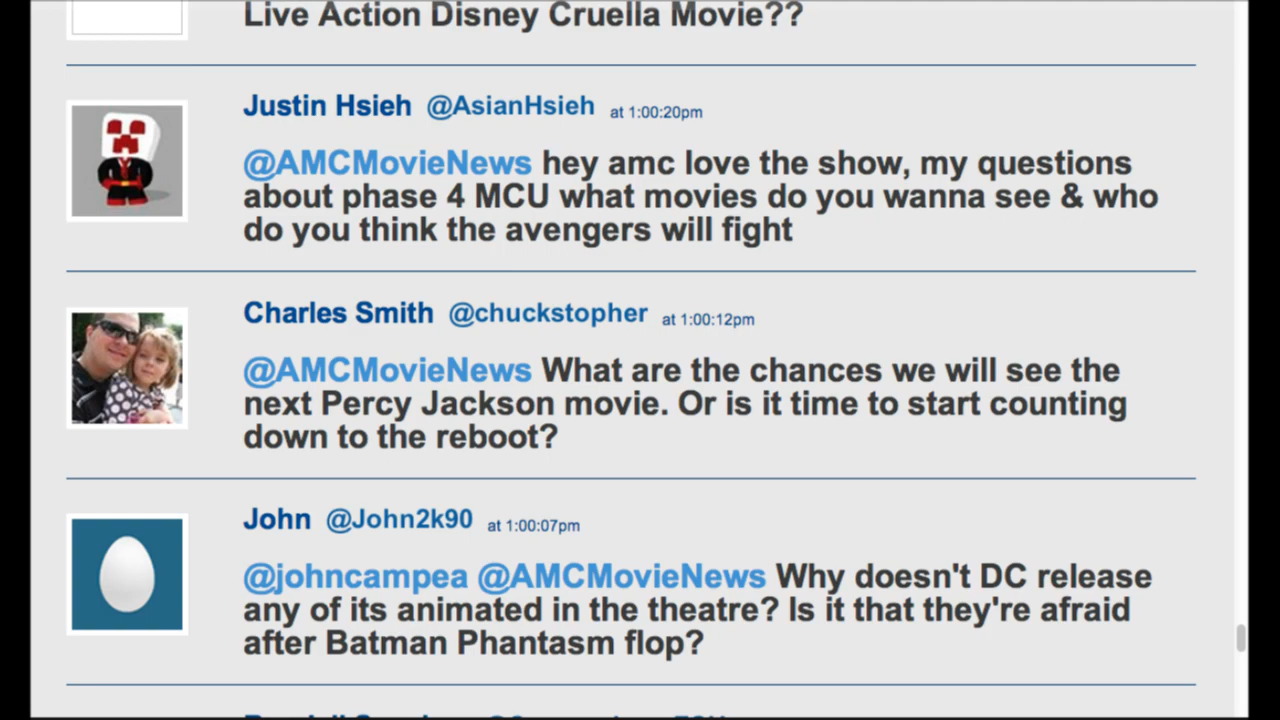 Live Action Disney Cruella Movie??
Justin Hsieh @AsianHsieh at 1:00:20pm
@AMCMovieNews hey amc love the show, my questions
about phase 4 MCU what movies do you wanna see & who
do you think the avengers will fight
Charles Smith @chuckstopher at 1:00:12pm
@AMCMovieNews What are the chances we will see the
next Percy Jackson movie. Or is it time to start counting
down to the reboot?
John @John2k90 at 1:00:07pm
@johncampea @AMCMovieNews Why doesn't DC release
any of its animated in the theatre? Is it that they're afraid
after Batman Phantasm flop?